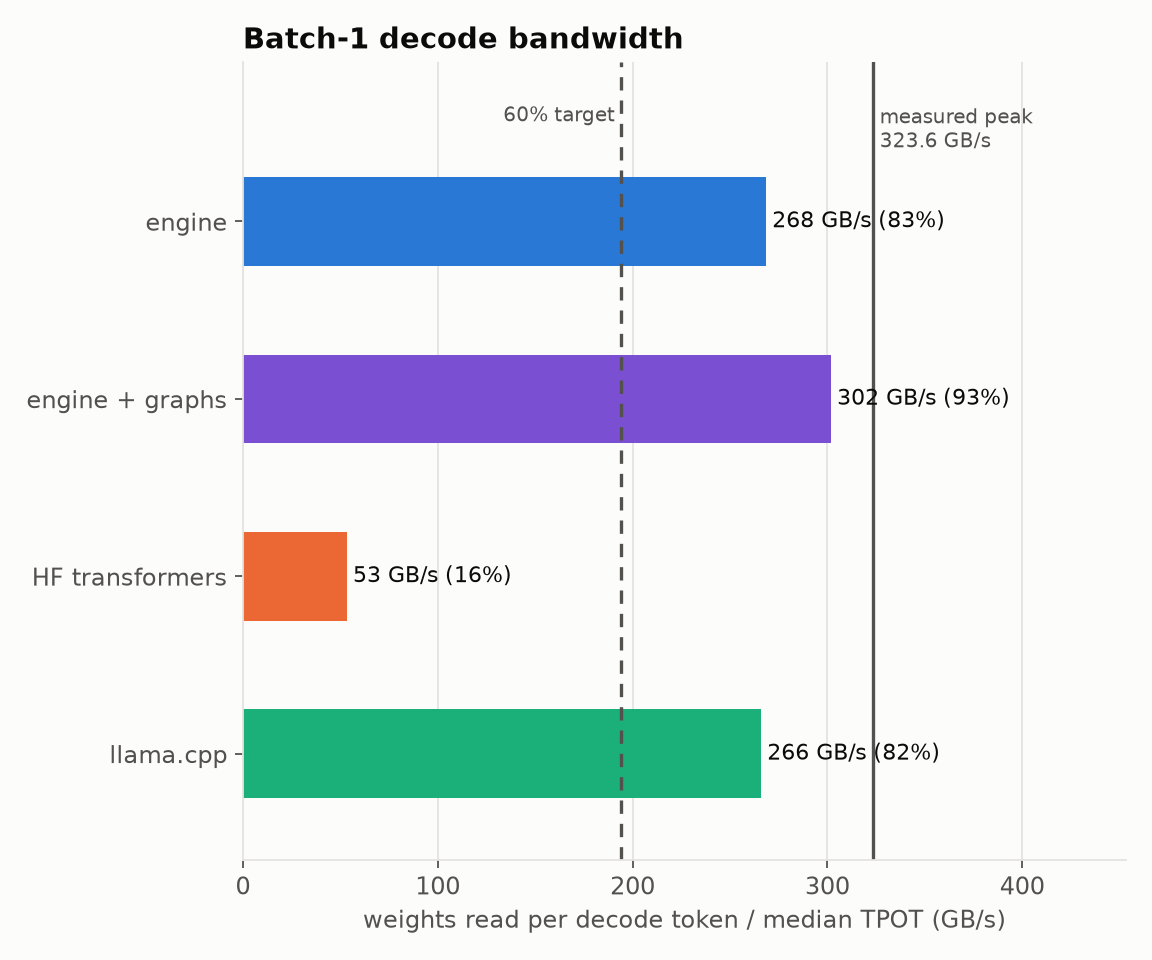 Batch-1 decode bandwidth
60% target
measured peak
323.6 GB/s
engine
268 GB/s (83%)
engine + graphs
302 GB/s (93%)
HF transformers
53 GB/s (16%)
llama.cpp
266 GB/s (82%)
0 100 200 300 400
weights read per decode token / median TPOT (GB/s)